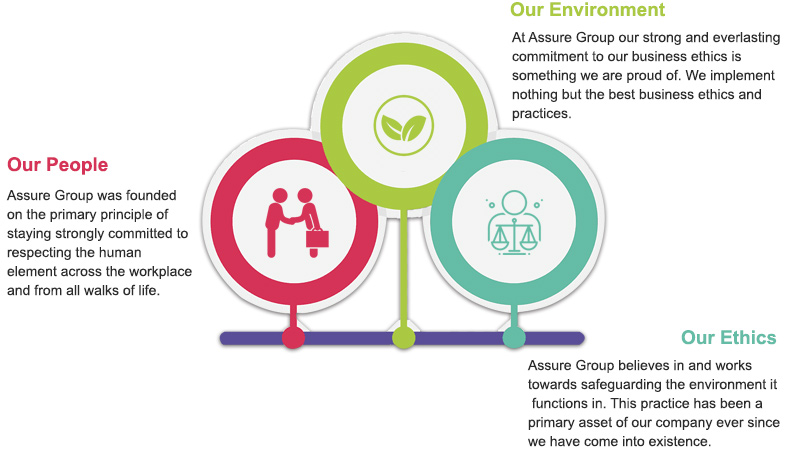 Our Environment
At Assure Group our strong and everlasting
commitment to our business ethics is
something we are proud of. We implement
nothing but the best business ethics and
practices.
Our People
Assure Group was founded
on the primary principle of
staying strongly committed to
respecting the human
element across the workplace
and from all walks of life.
Our Ethics
Assure Group believes in and works
towards safeguarding the environment it
functions in. This practice has been a
primary asset of our company ever since
we have come into existence.